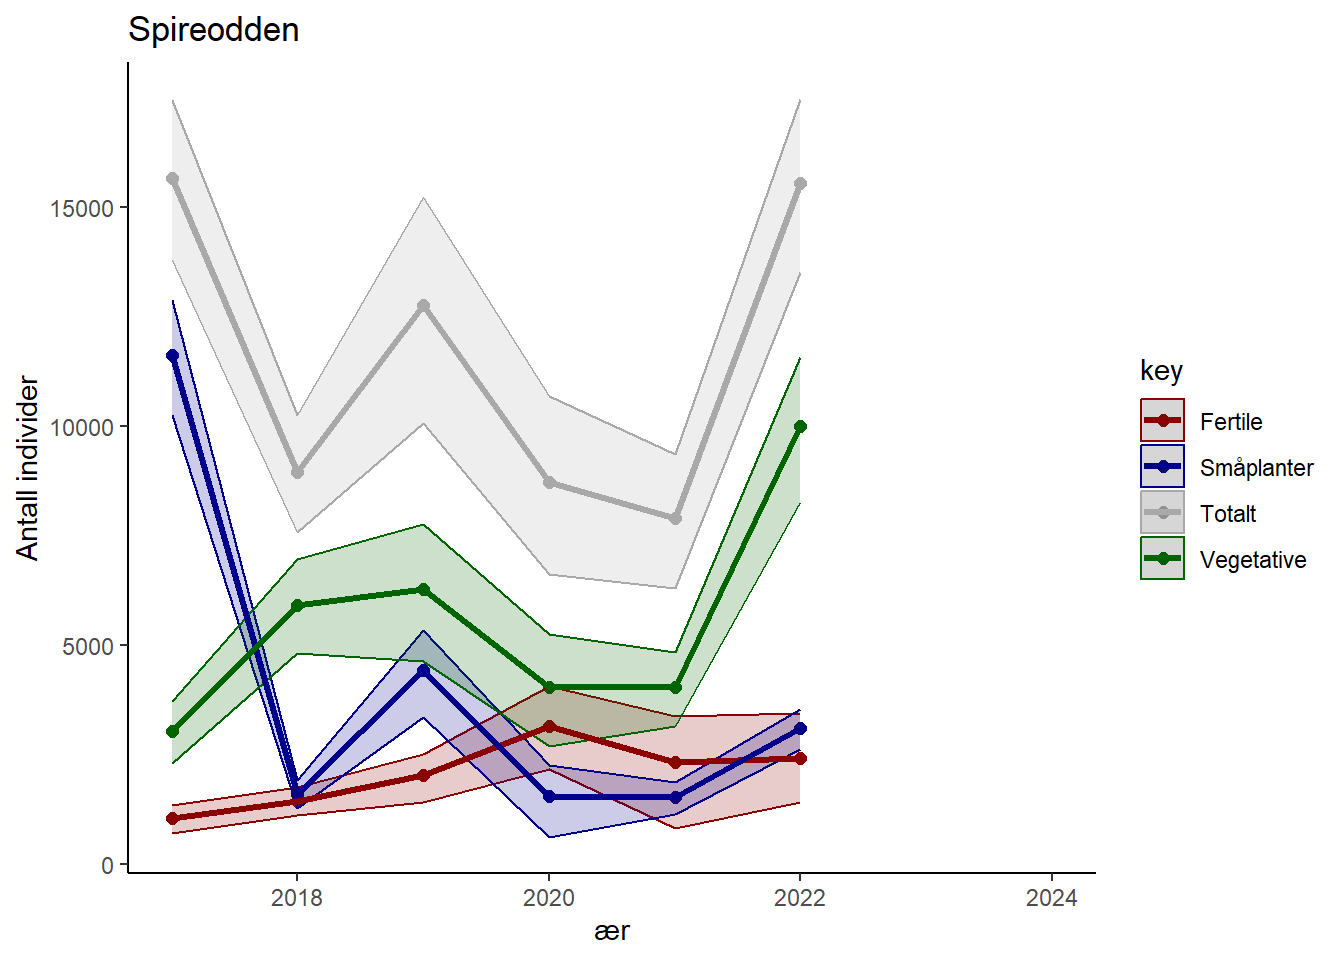 Spireodden
Antall individer
15000
10000
5000
0
2018
2020
2022
2024
ær
key
Fertile
Småplanter
Totalt
Vegetative